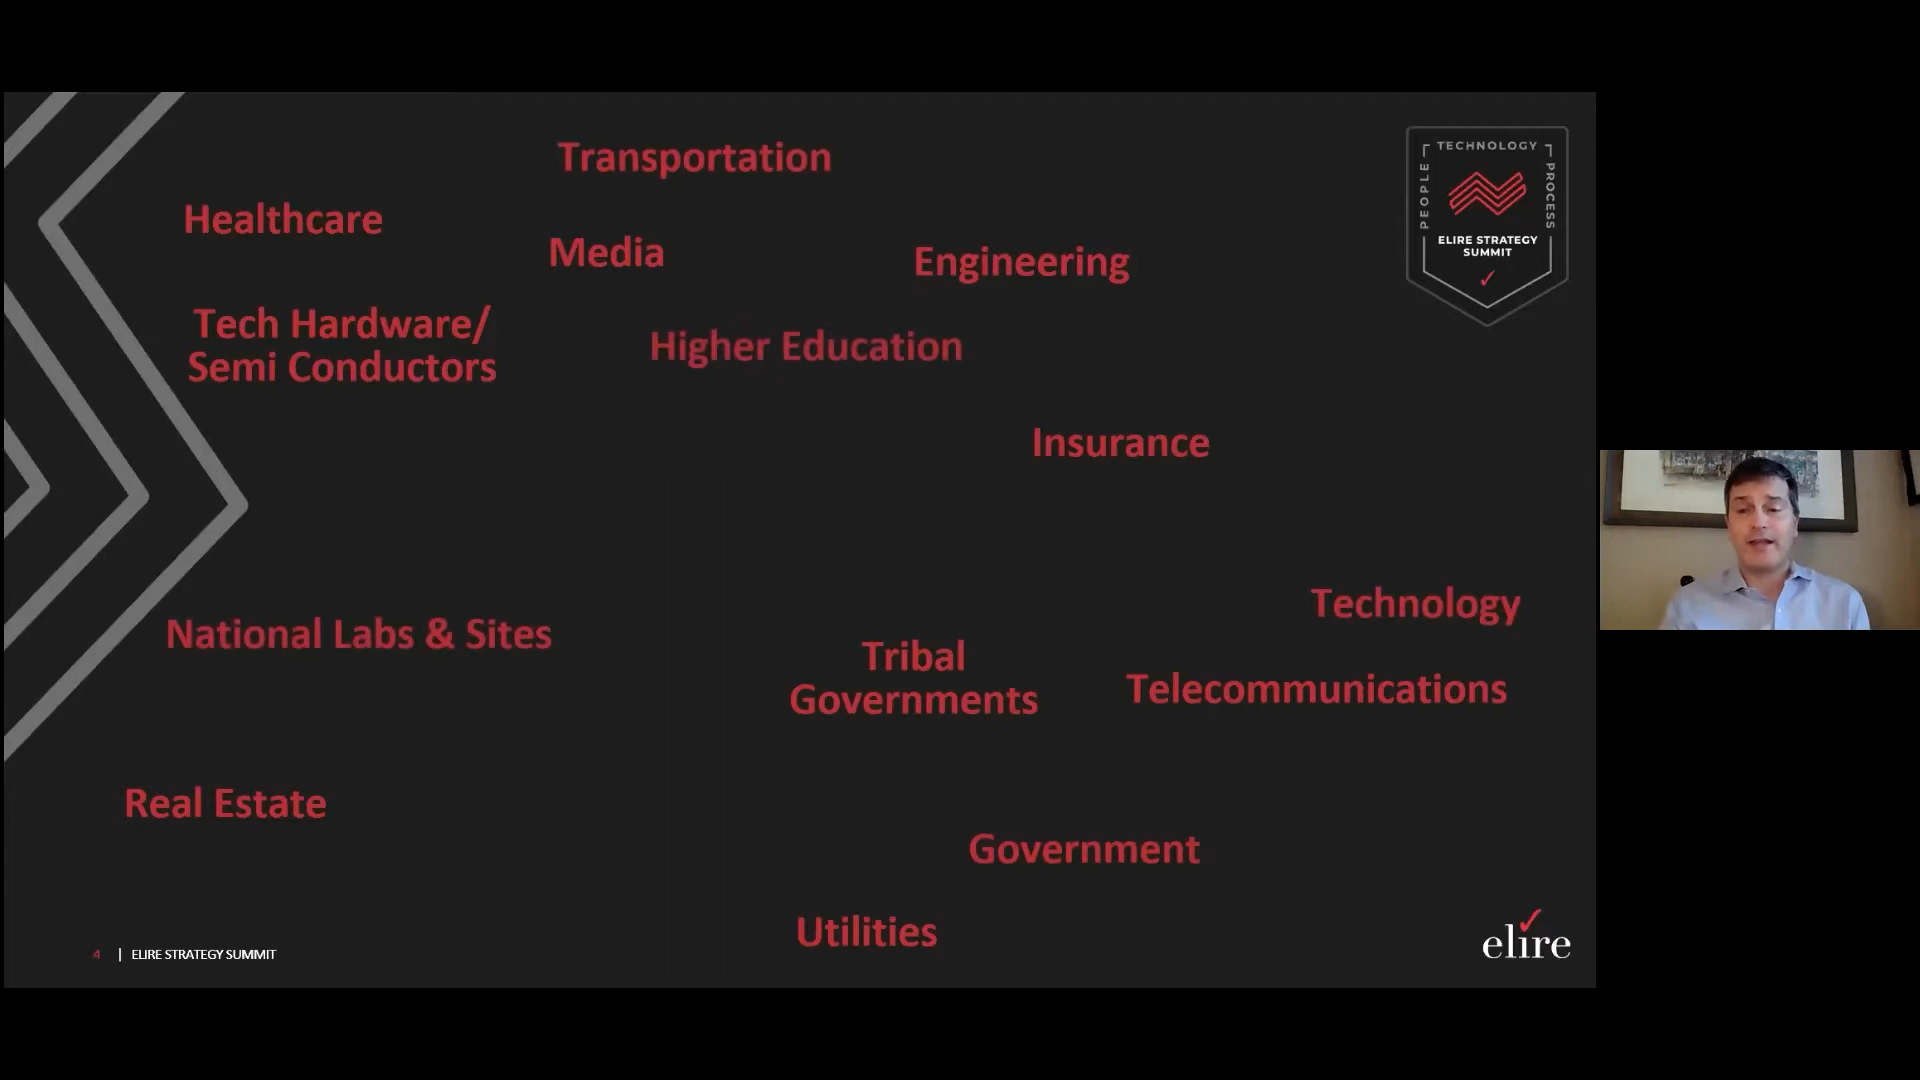 Transportation
Healthcare
Media
Engineering
Tech Hardware/
Semi Conductors
Higher Education
Insurance
National Labs & Sites
Technology
Tribal
Governments
Telecommunications
Real Estate
Government
Utilities
4 | ELIRE STRATEGY SUMMIT
TECHNOLOGY
PEOPLE
PROCESS
ELIRE STRATEGY
SUMMIT
elire